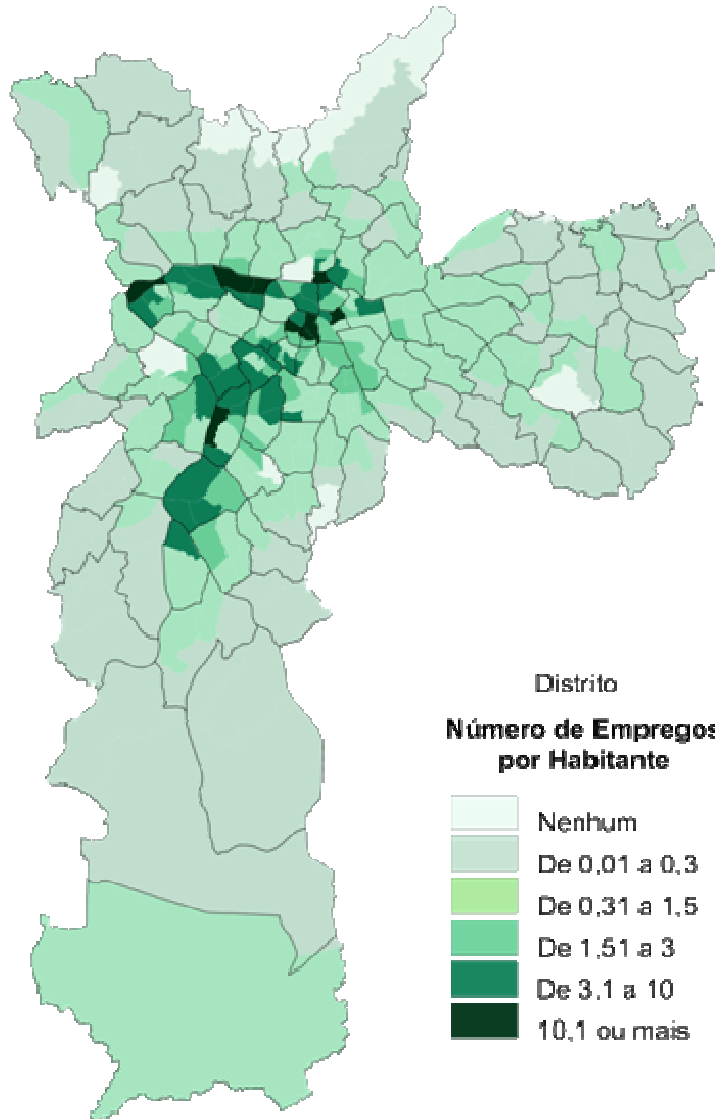 Distrito
Número de Empregos
por Habitante
Nenhum
De 0,01 a 0,3
De 0,31 a 1,5
De 1,51 a 3
De 3,1 a 10
10,1 ou mais